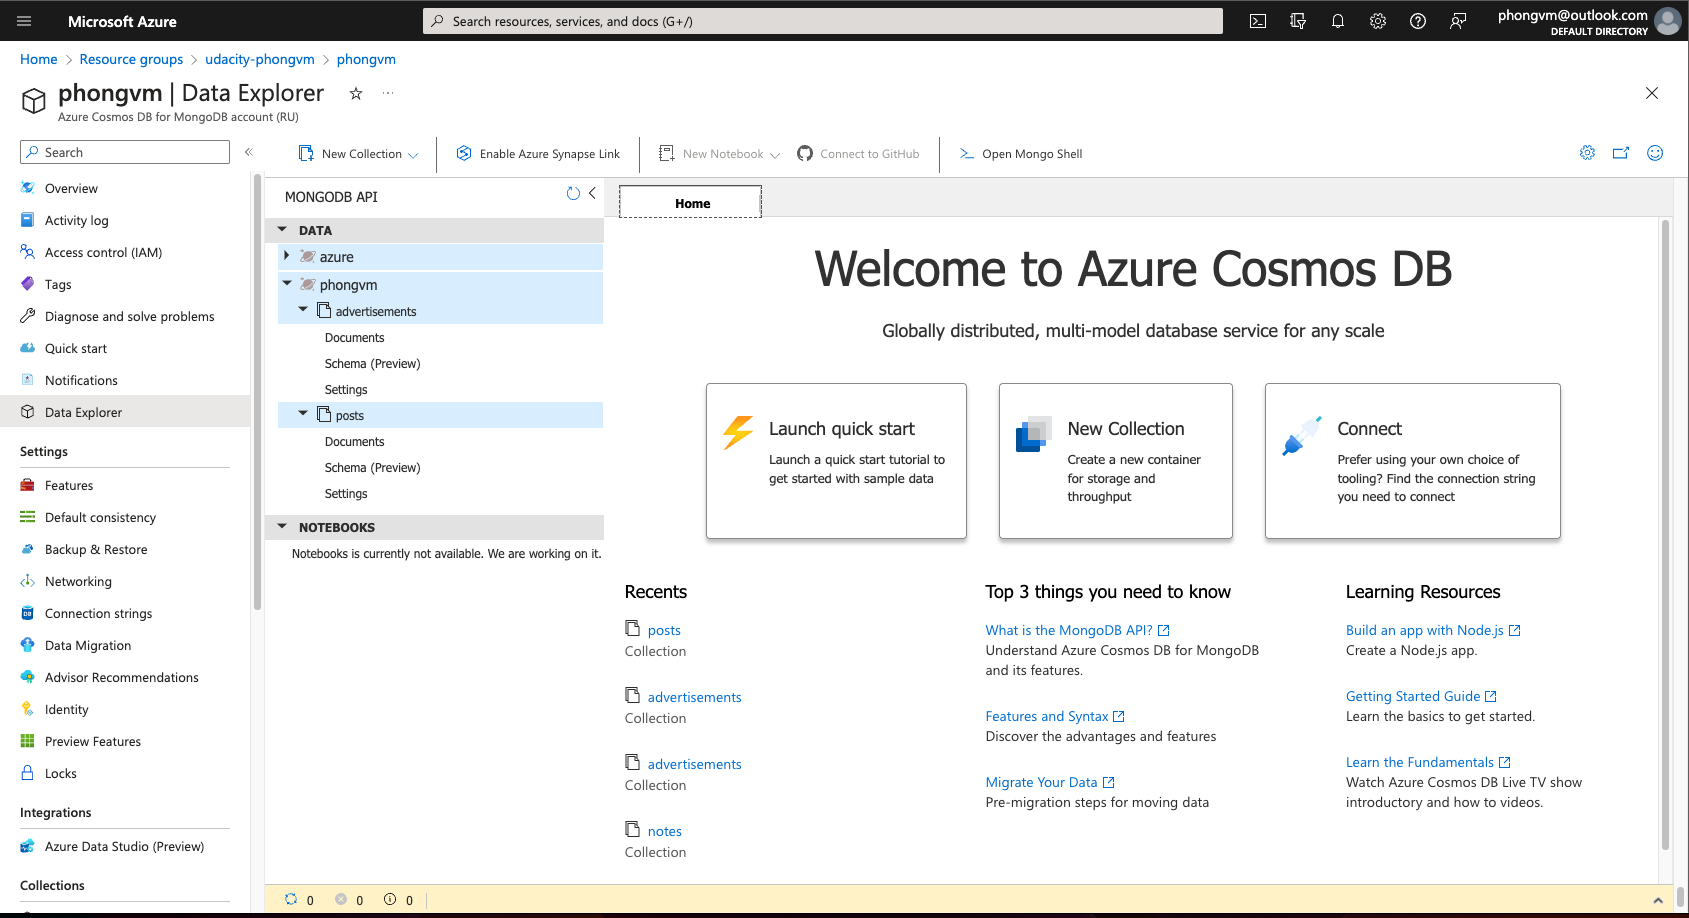 Microsoft Azure
Search resources, services, and docs (G+/)
phongvm@outlook.com
DEFAULT DIRECTORY
Home > Resource groups > udacity-phongvm > phongvm
phongvm | Data Explorer
Azure Cosmos DB for MongoDB account (RU)
Search
Overview
Activity log
Access control (IAM)
Tags
Diagnose and solve problems
Quick start
Notifications
Data Explorer
Settings
Features
Default consistency
Backup & Restore
Networking
Connection strings
Data Migration
Advisor Recommendations
Identity
Preview Features
Locks
Integrations
Azure Data Studio (Preview)
Collections
New Collection
Enable Azure Synapse Link
New Notebook
Connect to GitHub
Open Mongo Shell
MONGODB API
DATA
azure
phongvm
advertisements
Documents
Schema (Preview)
Settings
posts
Documents
Schema (Preview)
Settings
NOTEBOOKS
Notebooks is currently not available. We are working on it.
Home
Welcome to Azure Cosmos DB
Globally distributed, multi-model database service for any scale
Launch quick start
Launch a quick start tutorial to
get started with sample data
New Collection
Create a new container
for storage and
throughput
Connect
Prefer using your own choice of
tooling? Find the connection string
you need to connect
Recents
posts
Collection
advertisements
Collection
advertisements
Collection
notes
Collection
Top 3 things you need to know
What is the MongoDB API?
Understand Azure Cosmos DB for MongoDB
and its features.
Features and Syntax
Discover the advantages and features
Migrate Your Data
Pre-migration steps for moving data
Learning Resources
Build an app with Node.js
Create a Node.js app.
Getting Started Guide
Learn the basics to get started.
Learn the Fundamentals
Watch Azure Cosmos DB Live TV show
introductory and how to videos.
0 0 0